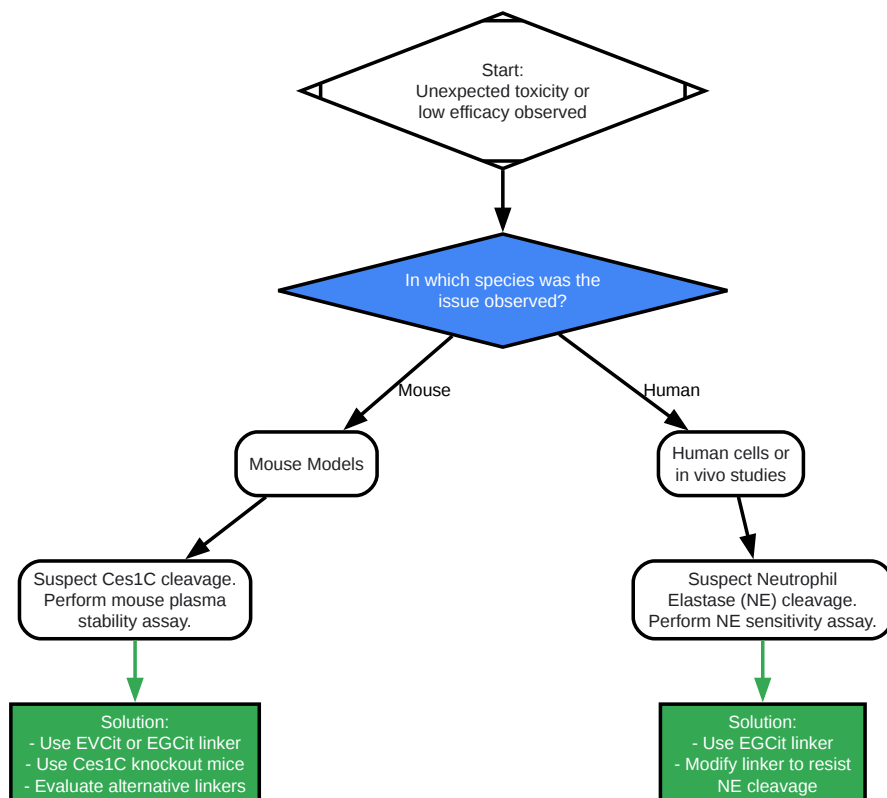 Start:
Unexpected toxicity or
low efficacy observed
In which species was the
issue observed?
Mouse
Human
Mouse Models
Human cells or
in vivo studies
Suspect Ces1C cleavage.
Perform mouse plasma
stability assay.
Suspect Neutrophil
Elastase (NE) cleavage.
Perform NE sensitivity assay.
Solution:
- Use EVCit or EGCit linker
- Use Ces1C knockout mice
- Evaluate alternative linkers
Solution:
- Use EGCit linker
- Modify linker to resist
NE cleavage